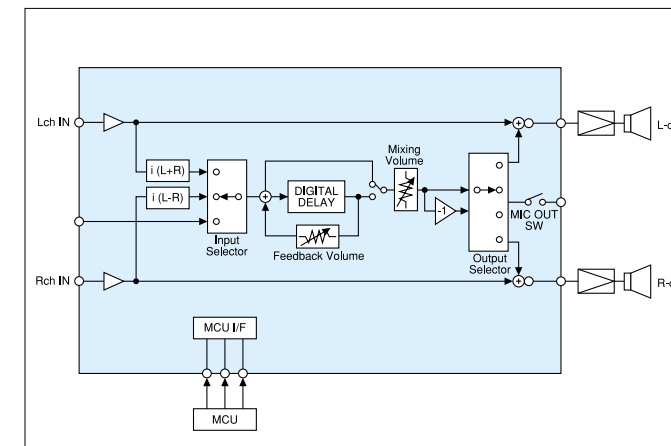 Lch IN
i (L+R)
i (L-R)
Input
Selector
DIGITAL
DELAY
Feedback Volume
Mixing
Volume
-1
Output
Selector
MIC OUT
SW
L-c
Rch IN
R-c
MCU I/F
MCU